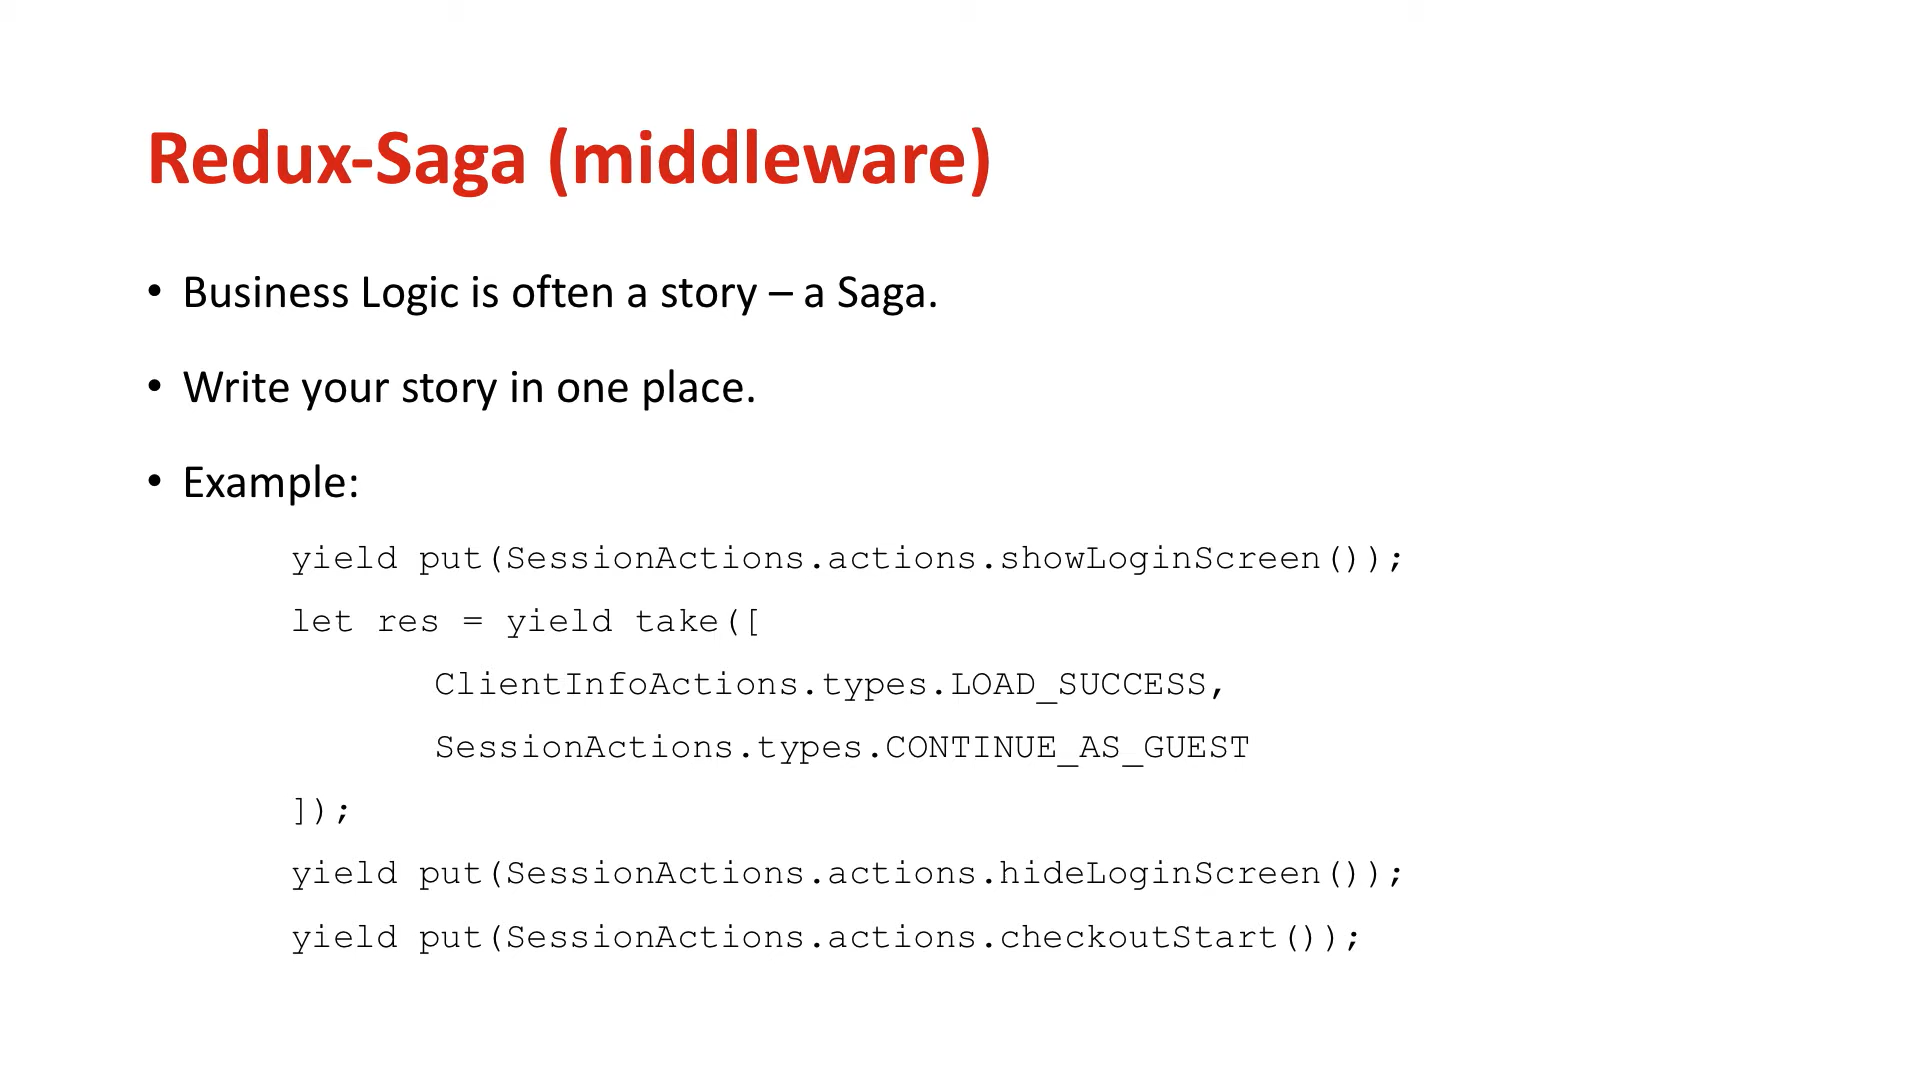 Redux-Saga (middleware)
• Business Logic is often a story – a Saga.
• Write your story in one place.
• Example:
yield put(SessionActions.actions.showLoginScreen());
let res = yield take([
ClientInfoActions.types.LOAD_SUCCESS,
SessionActions.types.CONTINUE_AS_GUEST
]);
yield put(SessionActions.actions.hideLoginScreen());
yield put(SessionActions.actions.checkoutStart());